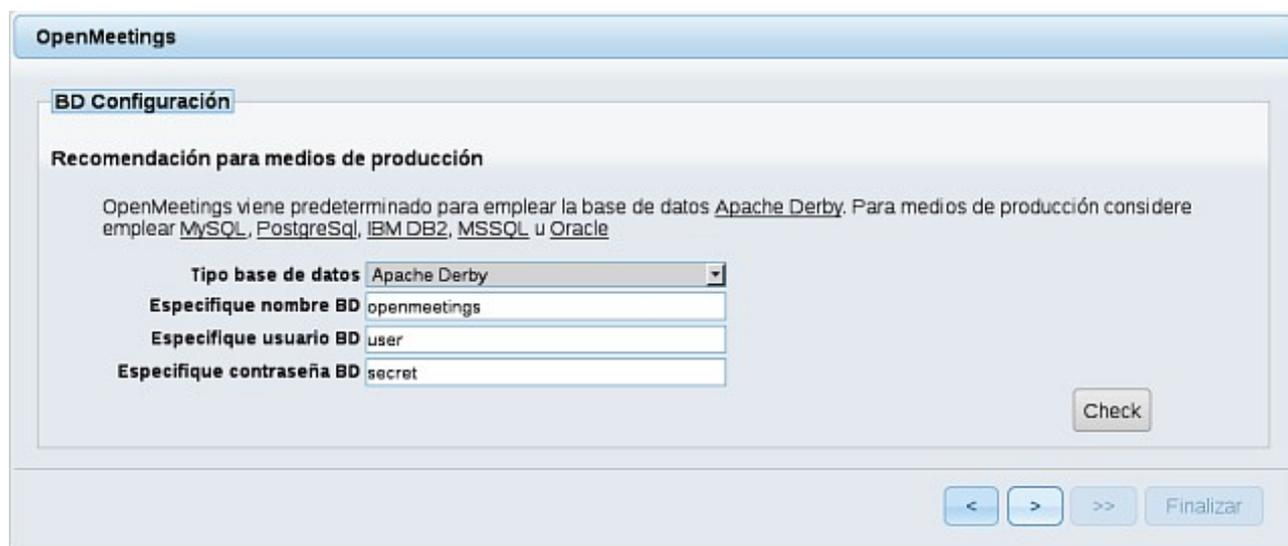 OpenMeetings
BD Configuración
Recomendación para medios de producción
OpenMeetings viene predeterminado para emplear la base de datos Apache Derby. Para medios de producción considere
emplear MySQL, PostgreSql, IBM DB2, MSSQL u Oracle
Tipo base de datos Apache Derby
Especifique nombre BD openmeetings
Especifique usuario BD user
Especifique contraseña BD secret
Check
< > >> Finalizar